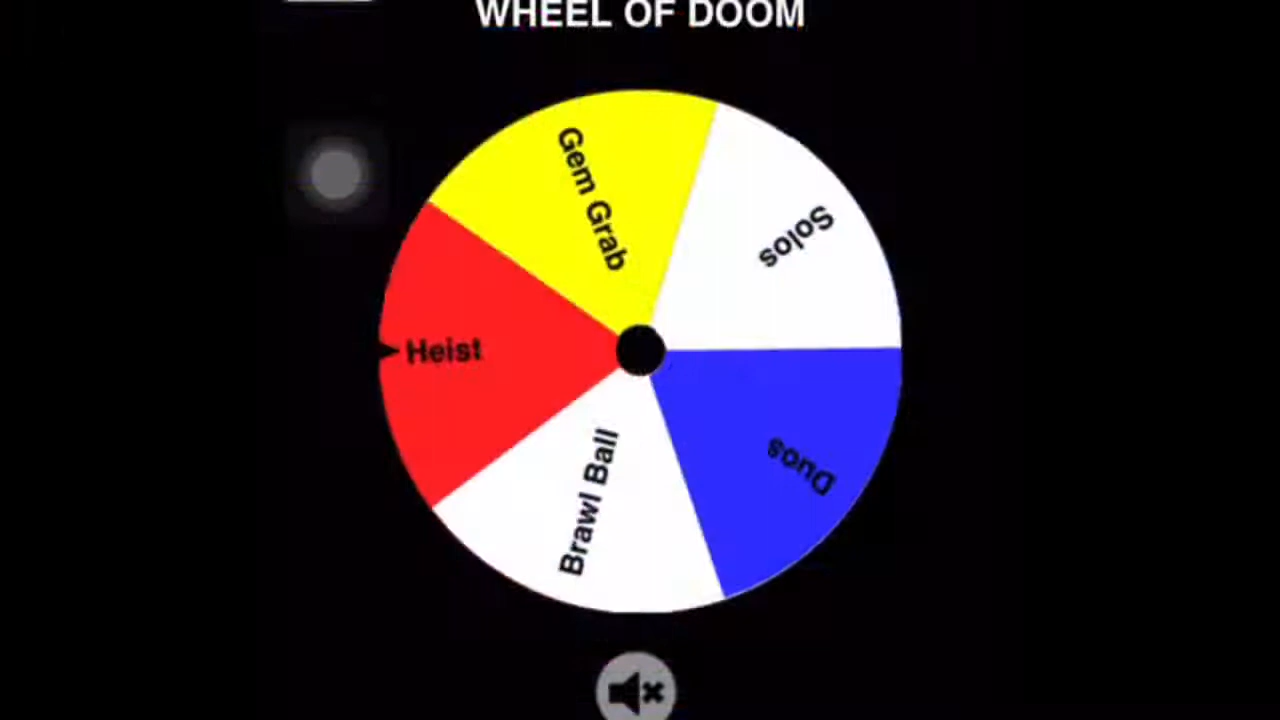 WHEEL OF DOOM
Gem Grab
Solos
Heist
Duos
Brawl Ball